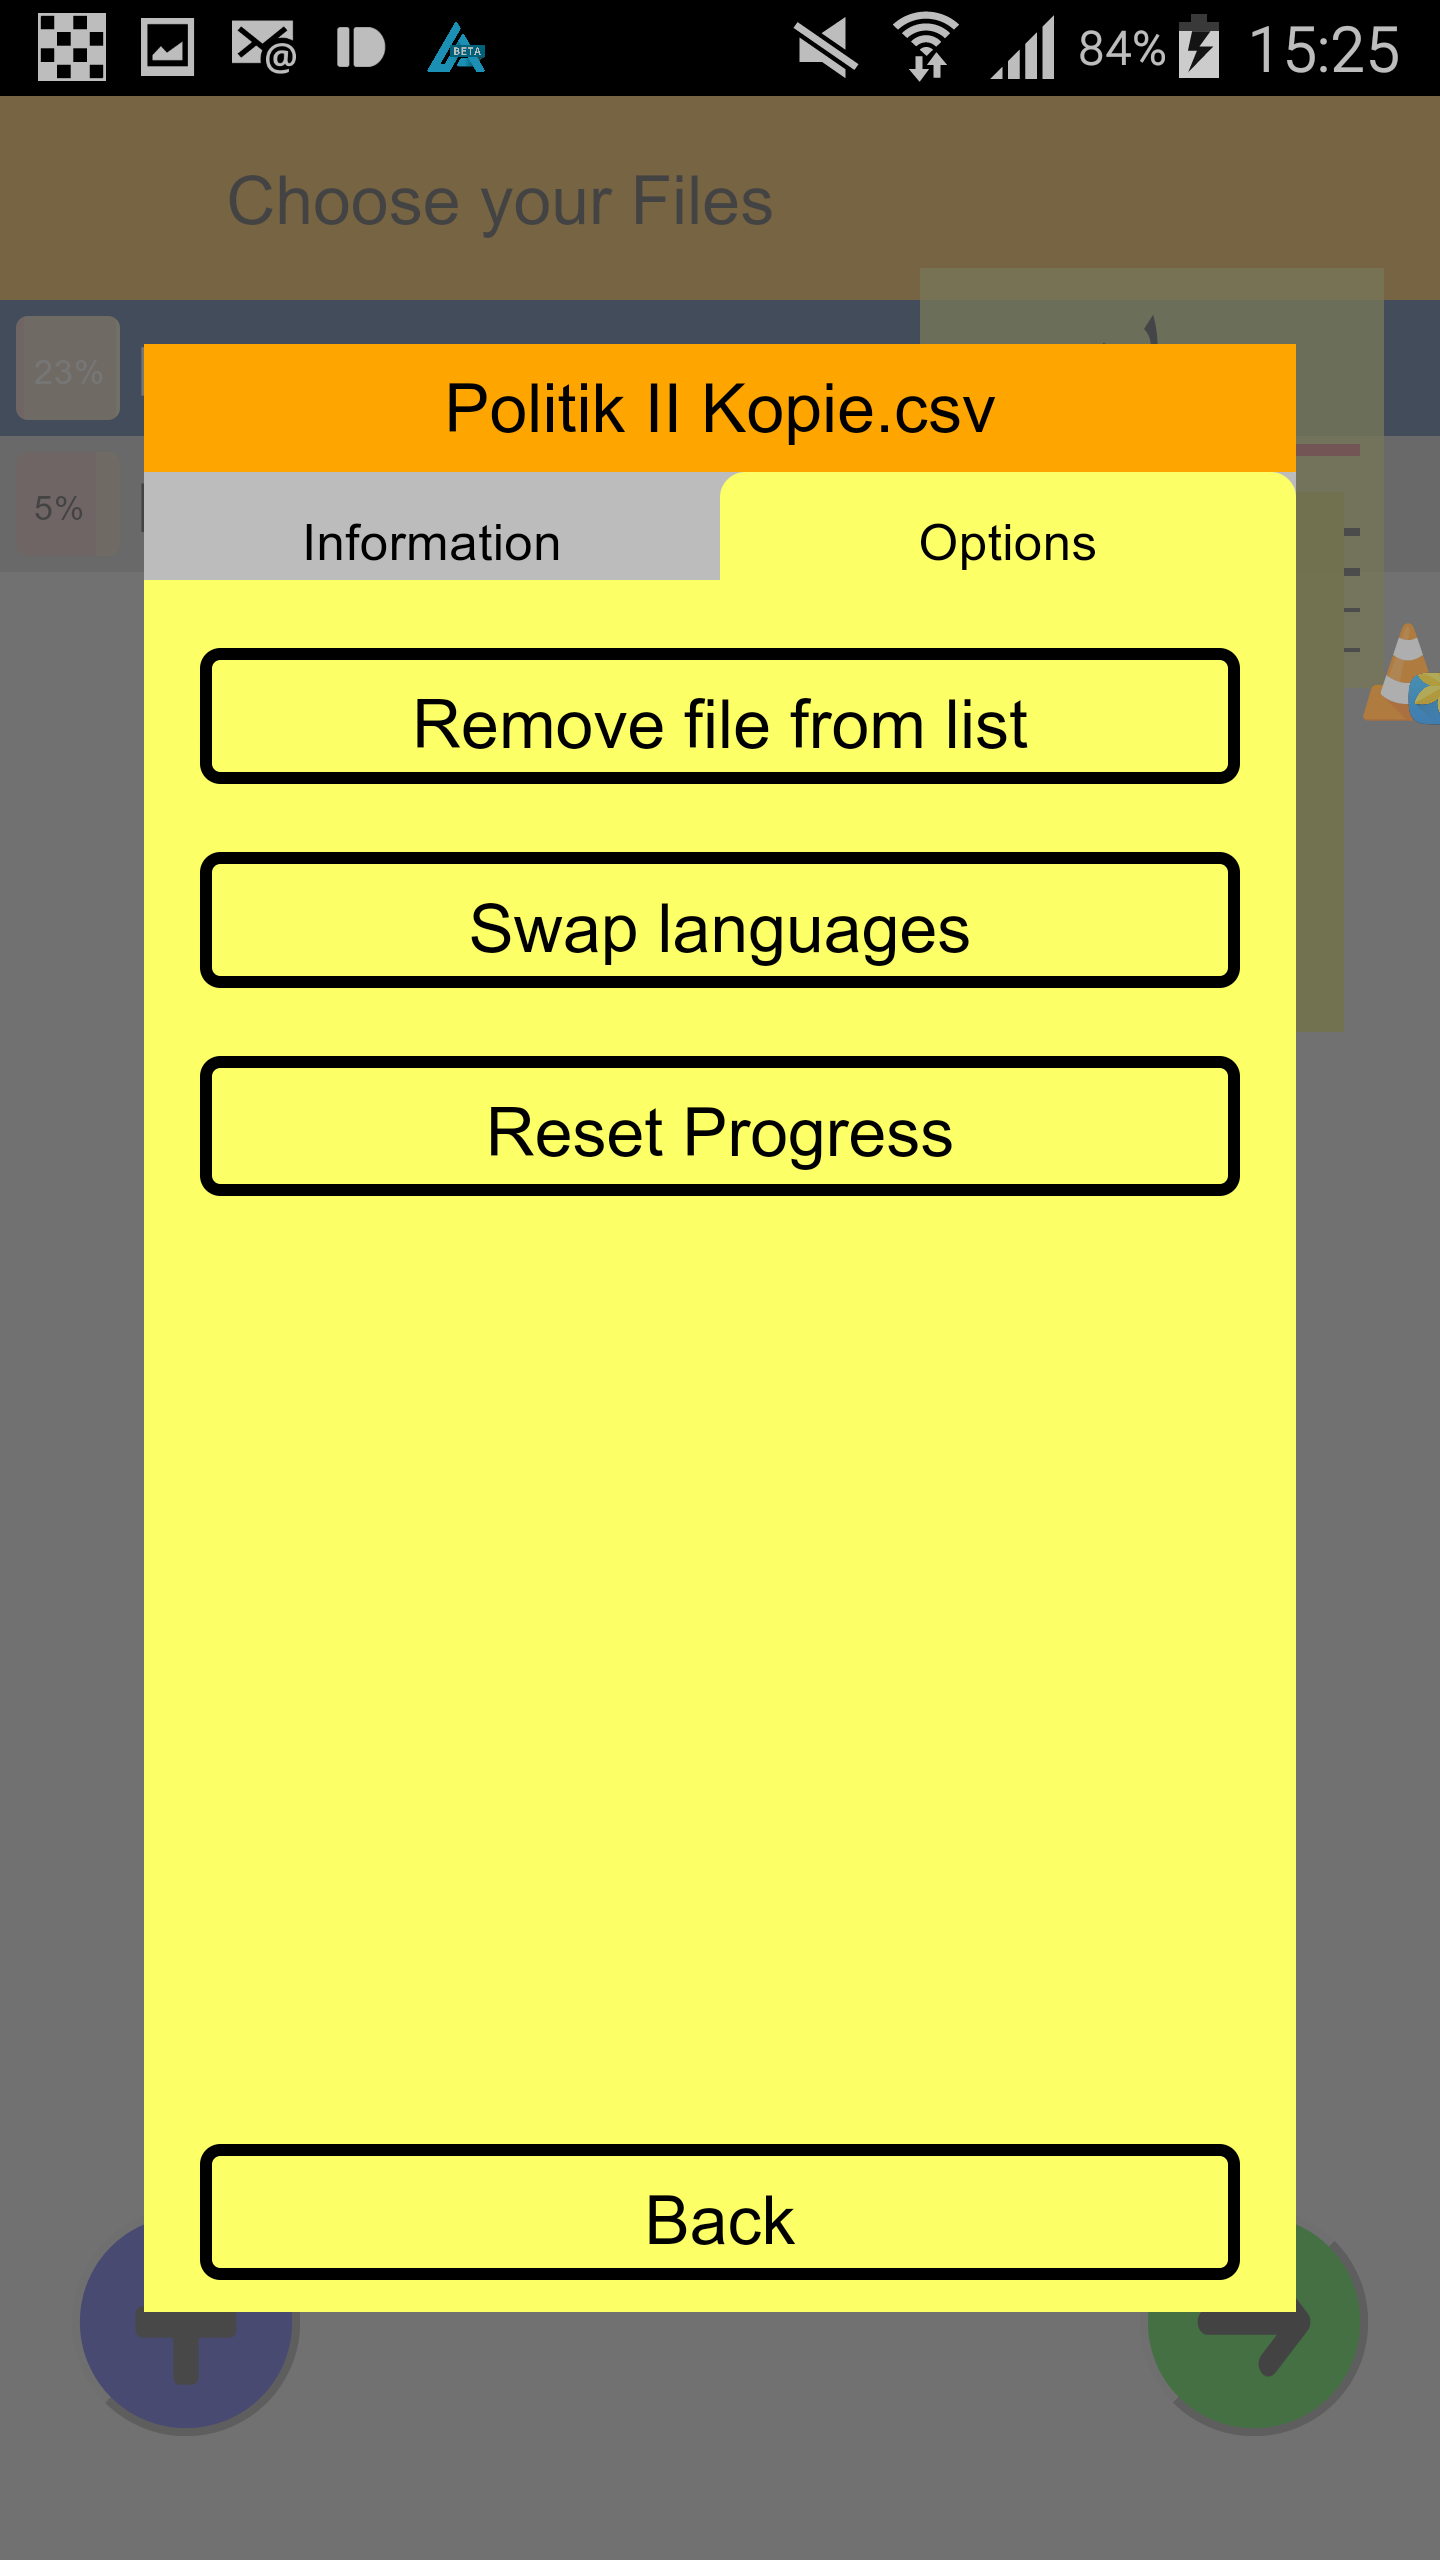 BETA
84%
15:25
Choose your Files
23%
Politik II Kopie.csv
5%
Information
Options
Remove file from list
Swap languages
Reset Progress
Back